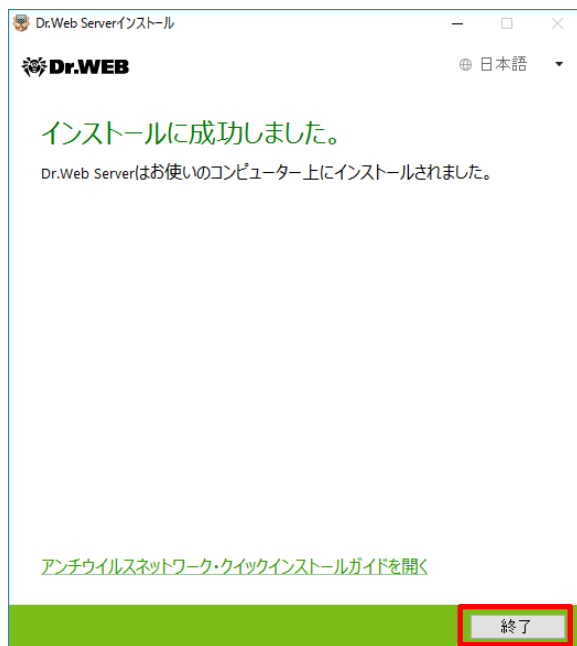 Dr.Web Serverインストール
Dr.WEB
日本語
インストールに成功しました。
Dr.Web Serverはお使いのコンピューター上にインストールされました。
アンチウイルスネットワーク・クイックインストールガイドを開く
終了